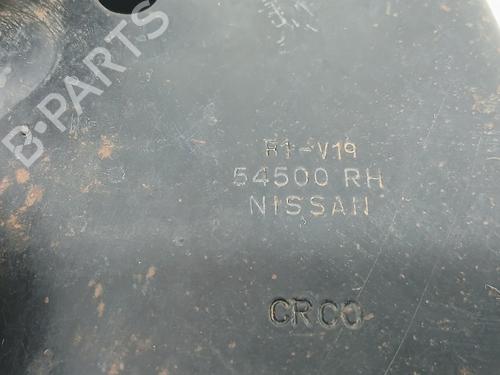 B-PARTS
R1-V19
54500 RH
NISSAN
CRCO